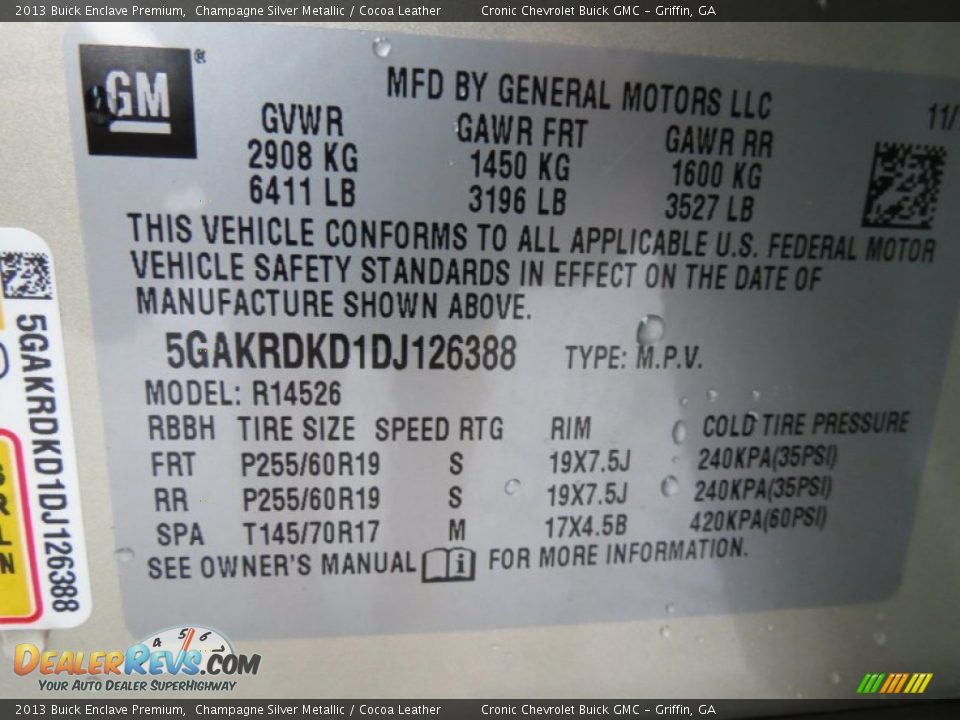 2013 Buick Enclave Premium, Champagne Silver Metallic / Cocoa Leather Cronic Chevrolet Buick GMC – Griffin, GA
GM®
MFD BY GENERAL MOTORS LLC
11/
GVWR GAWR FRT GAWR RR
2908 KG 1450 KG 1600 KG
6411 LB 3196 LB 3527 LB
THIS VEHICLE CONFORMS TO ALL APPLICABLE U.S. FEDERAL MOTOR
VEHICLE SAFETY STANDARDS IN EFFECT ON THE DATE OF
MANUFACTURE SHOWN ABOVE.
5GAKRDKD1DJ126388 TYPE: M.P.V.
MODEL: R14526
RBBH TIRE SIZE SPEED RTG RIM COLD TIRE PRESSURE
FRT P255/60R19 S 19X7.5J 240KPA(35PSI)
RR P255/60R19 S 19X7.5J 240KPA(35PSI)
SPA T145/70R17 M 17X4.5B 420KPA(60PSI)
SEE OWNER'S MANUAL i FOR MORE INFORMATION.
5GAKRDKD1DJ126388
4 5 6
DEALERREVS.COM
YOUR AUTO DEALER SUPERHIGHWAY
2013 Buick Enclave Premium, Champagne Silver Metallic / Cocoa Leather Cronic Chevrolet Buick GMC – Griffin, GA